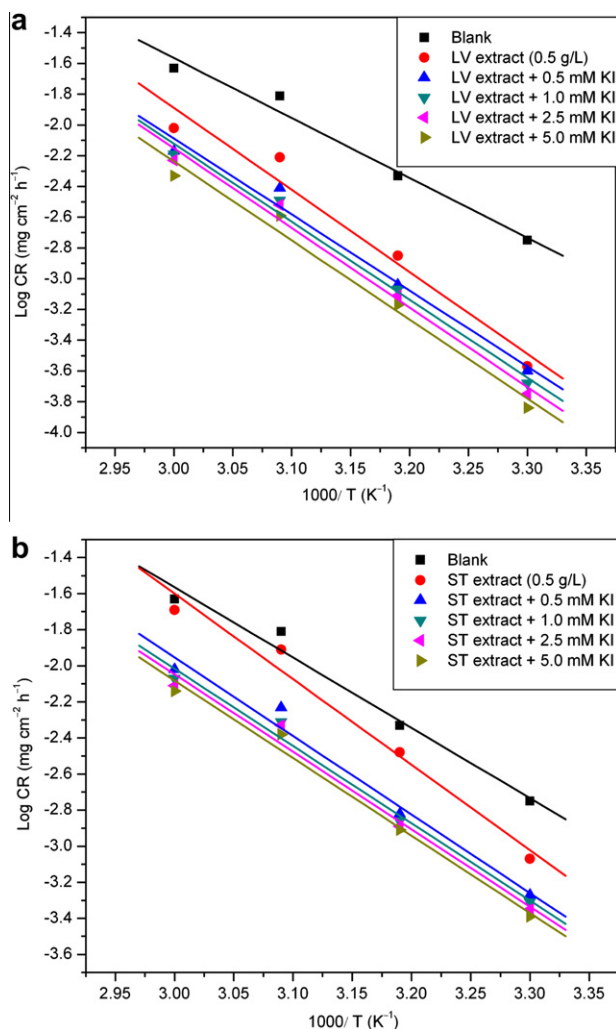 a
-1.4
-1.6
-1.8
-2.0
-2.2
-2.4
-2.6
-2.8
-3.0
-3.2
-3.4
-3.6
-3.8
-4.0
Log CR (mg cm⁻² h⁻¹)
Blank
LV extract (0.5 g/L)
LV extract + 0.5 mM KI
LV extract + 1.0 mM KI
LV extract + 2.5 mM KI
LV extract + 5.0 mM KI
2.95 3.00 3.05 3.10 3.15 3.20 3.25 3.30 3.35
1000/ T (K⁻¹)
b
-1.4
-1.6
-1.8
-2.0
-2.2
-2.4
-2.6
-2.8
-3.0
-3.2
-3.4
-3.6
Log CR (mg cm⁻² h⁻¹)
Blank
ST extract (0.5 g/L)
ST extract + 0.5 mM KI
ST extract + 1.0 mM KI
ST extract + 2.5 mM KI
ST extract + 5.0 mM KI
2.95 3.00 3.05 3.10 3.15 3.20 3.25 3.30 3.35
1000/ T (K⁻¹)